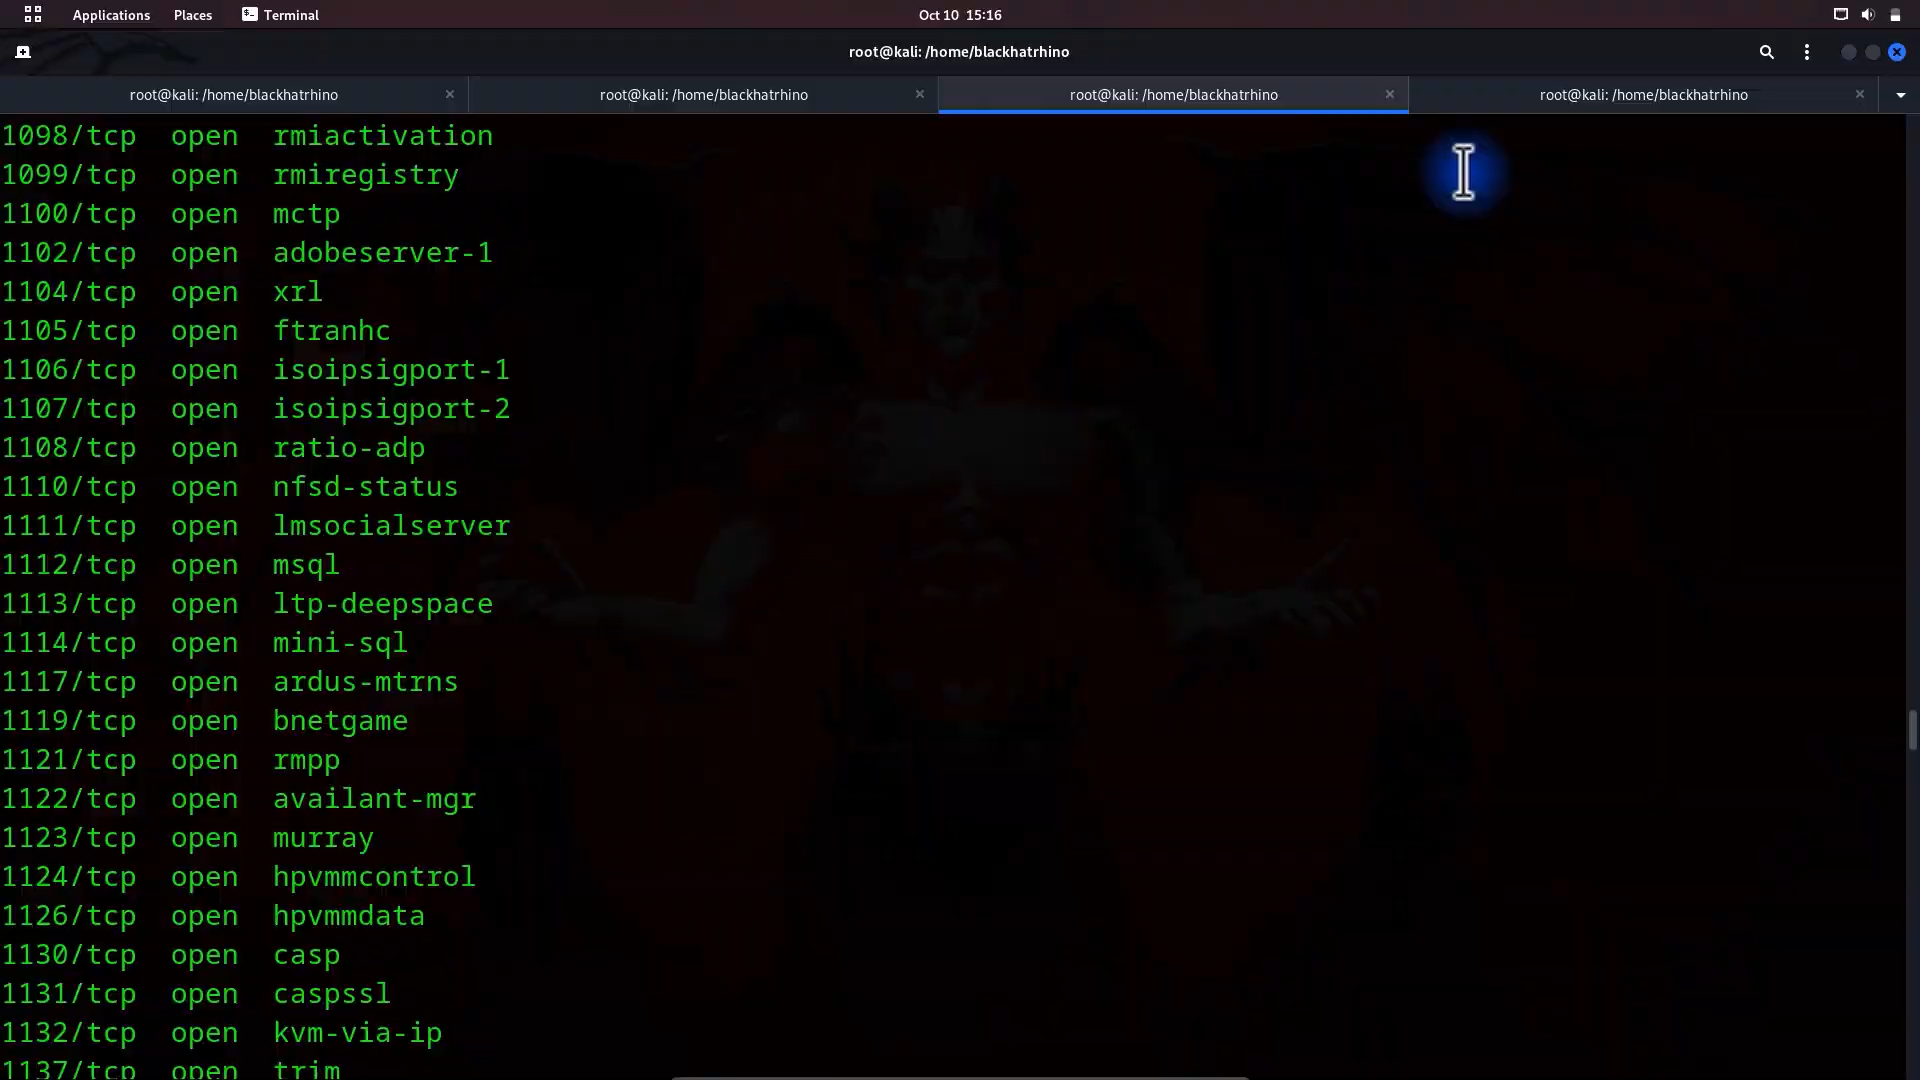 Applications Places Terminal Oct 10 15:16
root@kali: /home/blackhatrhino
root@kali: /home/blackhatrhino root@kali: /home/blackhatrhino root@kali: /home/blackhatrhino root@kali: /home/blackhatrhino
1098/tcp open rmiactivation
1099/tcp open rmiregistry
1100/tcp open mctp
1102/tcp open adobeserver-1
1104/tcp open xrl
1105/tcp open ftranhc
1106/tcp open isoipsigport-1
1107/tcp open isoipsigport-2
1108/tcp open ratio-adp
1110/tcp open nfsd-status
1111/tcp open lmsocialserver
1112/tcp open msql
1113/tcp open ltp-deepspace
1114/tcp open mini-sql
1117/tcp open ardus-mtrns
1119/tcp open bnetgame
1121/tcp open rmpp
1122/tcp open availant-mgr
1123/tcp open murray
1124/tcp open hpvmmcontrol
1126/tcp open hpvmmdata
1130/tcp open casp
1131/tcp open caspssl
1132/tcp open kvm-via-ip
1137/tcp open trim